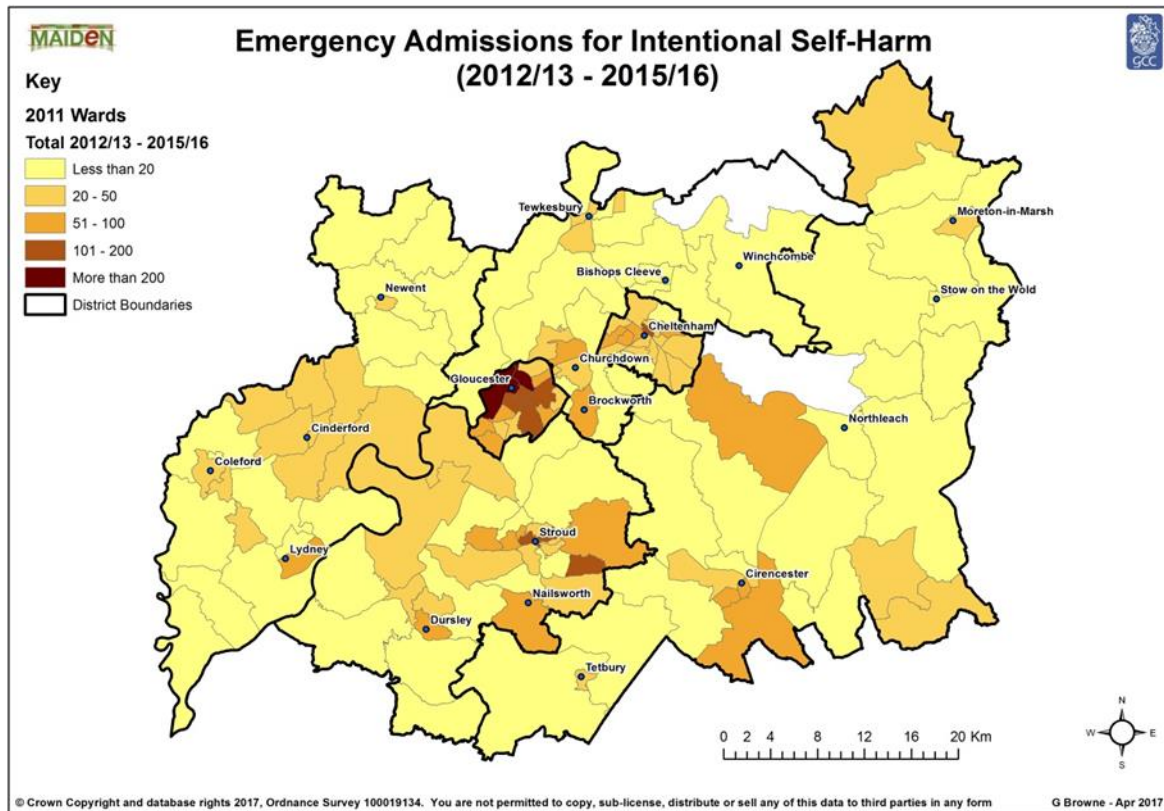 MAIDeN
Emergency Admissions for Intentional Self-Harm
(2012/13 - 2015/16)
GCC
Key
2011 Wards
Total 2012/13 - 2015/16
Less than 20
20 - 50
51 - 100
101 - 200
More than 200
District Boundaries
Tewkesbury
Moreton-in-Marsh
Winchcombe
Bishops Cleeve
Newent
Stow on the Wold
Cheltenham
Churchdown
Gloucester
Brockworth
Northleach
Cinderford
Coleford
Stroud
Lydney
Cirencester
Nailsworth
Dursley
Tetbury
N
W E
S
0 2 4 8 12 16 20 Km
© Crown Copyright and database rights 2017, Ordnance Survey 100019134. You are not permitted to copy, sub-license, distribute or sell any of this data to third parties in any form
G Browne - Apr 2017